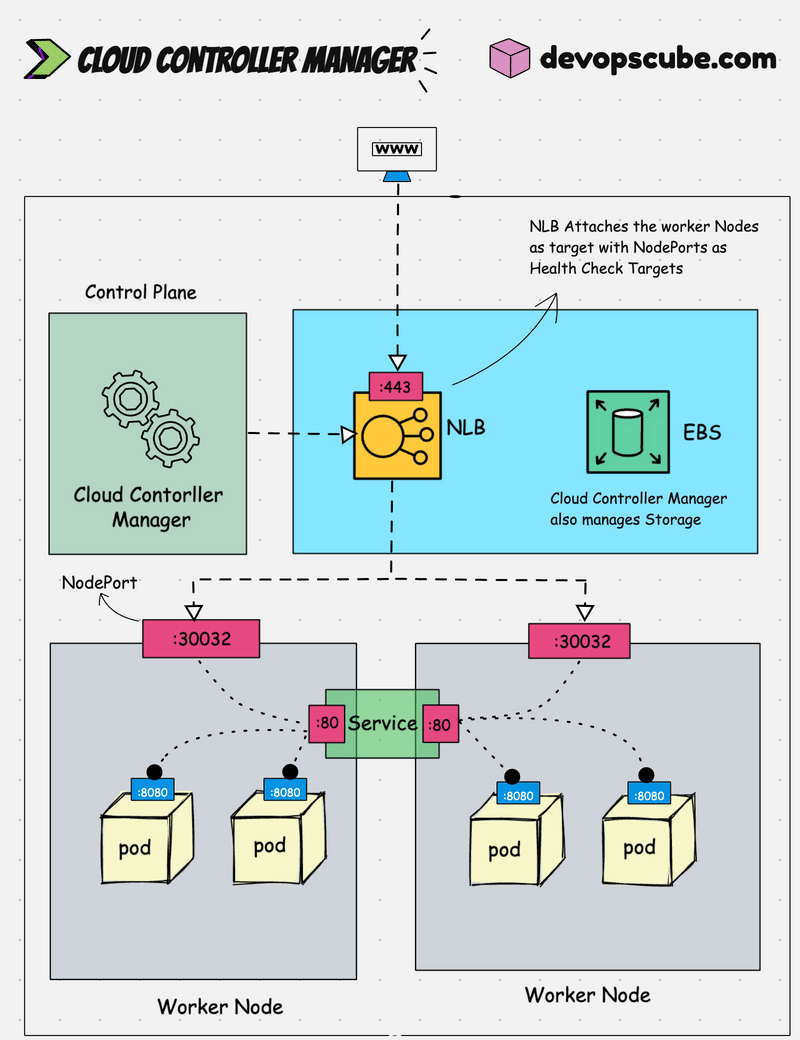 CLOUD CONTROLLER MANAGER
devopscube.com
WWW
NLB Attaches the worker Nodes
as target with NodePorts as
Health Check Targets
Control Plane
:443
NLB
EBS
Cloud Contorller
Manager
Cloud Controller Manager
also manages Storage
NodePort
:30032
:30032
:80
Service
:80
:8080
:8080
:8080
:8080
pod
pod
pod
pod
Worker Node
Worker Node